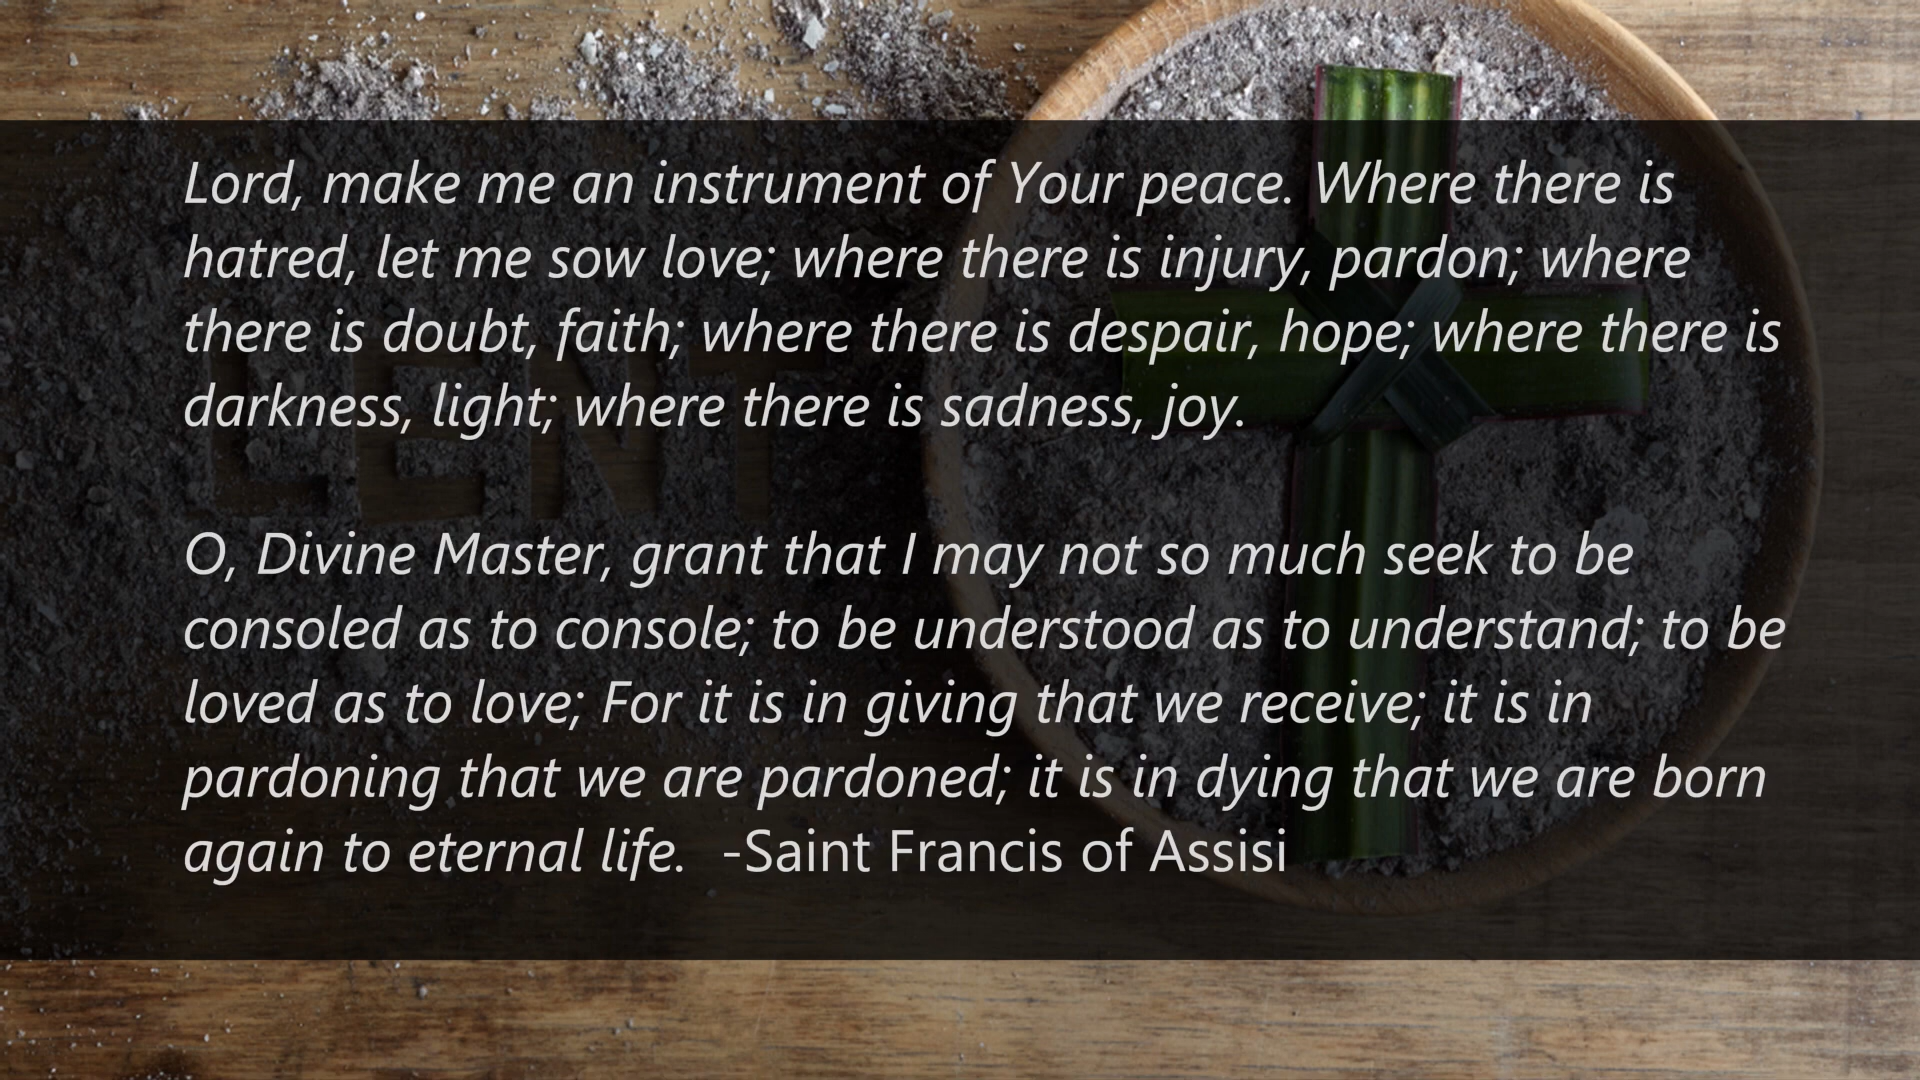 Lord, make me an instrument of Your peace. Where there is
hatred, let me sow love; where there is injury, pardon; where
there is doubt, faith; where there is despair, hope; where there is
darkness, light; where there is sadness, joy.
LENT
O, Divine Master, grant that I may not so much seek to be
consoled as to console; to be understood as to understand; to be
loved as to love; For it is in giving that we receive; it is in
pardoning that we are pardoned; it is in dying that we are born
again to eternal life.  -Saint Francis of Assisi